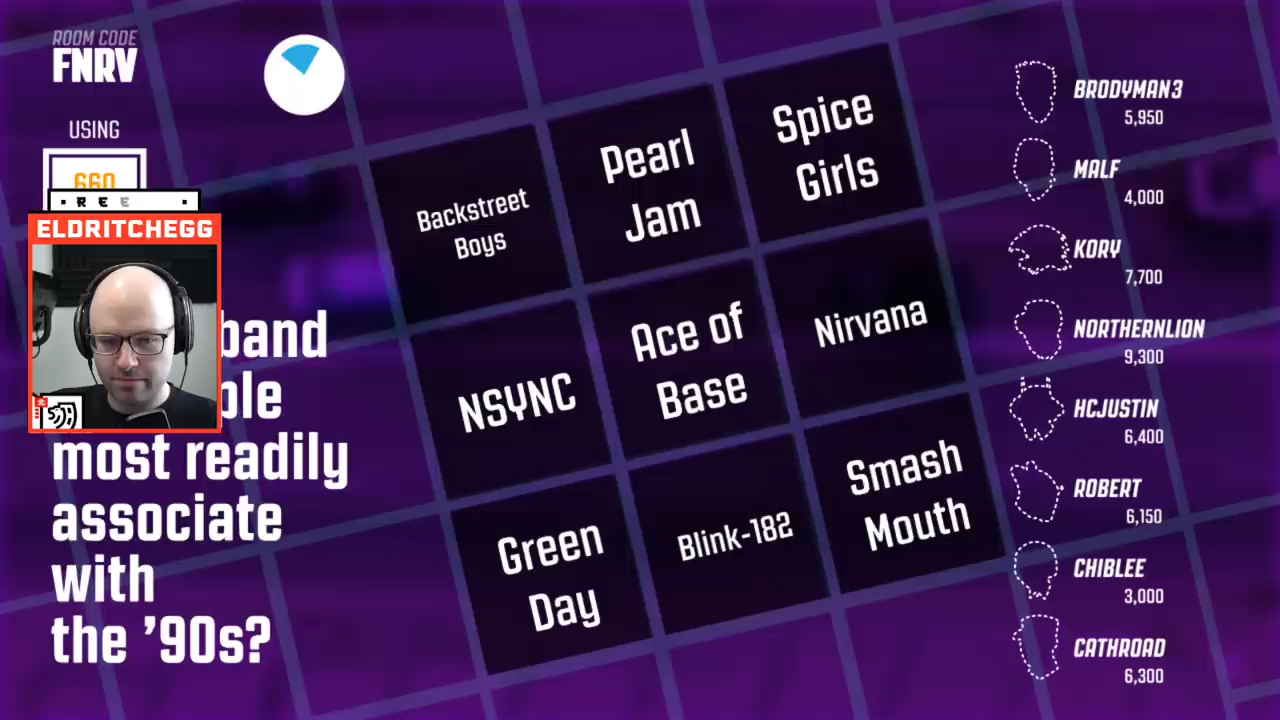 ROOM CODE
FNRV
USING
660
REE
ELDRITCHEGG
band
most readily
associate
with
the ’90s?
Backstreet
Boys
Pearl
Jam
Spice
Girls
NSYNC
Ace of
Base
Nirvana
Green
Day
Blink-182
Smash
Mouth
BRODYMAN3
5,950
MALF
4,000
KORY
7,700
NORTHERNLION
9,300
HCJUSTIN
6,400
ROBERT
6,150
CHIBLEE
3,000
CATHROAD
6,300